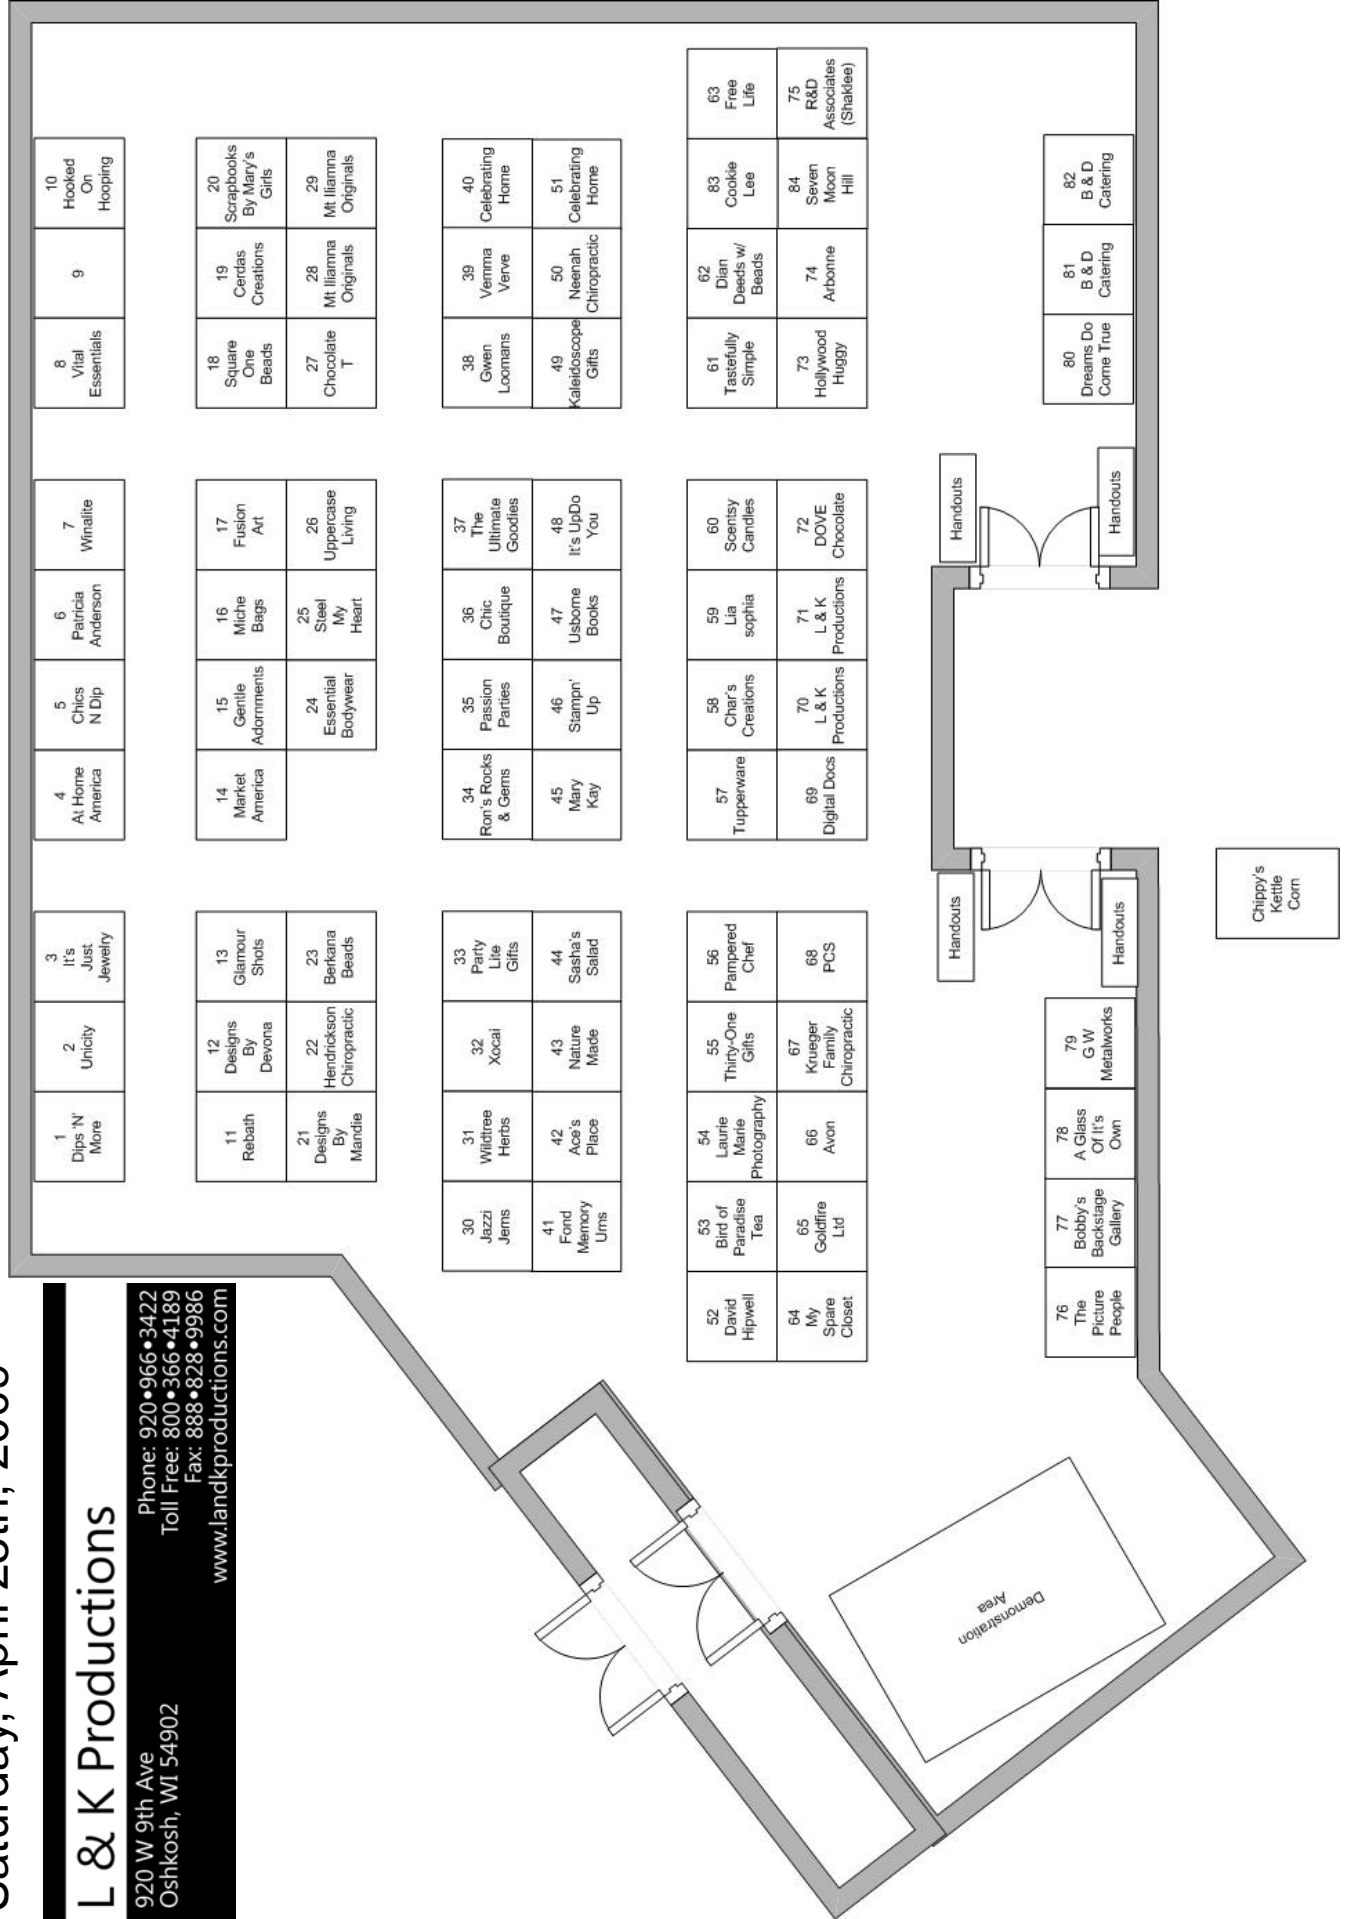 L & K Productions
920 W 9th Ave
Oshkosh, WI 54902
Phone: 920•966•3422
Toll Free: 800•366•4189
Fax: 888•828•9986
www.landkproductions.com
1
Dips 'N'
More
2
Unicity
3
It's
Just
Jewelry
4
At Home
America
5
Chics
N Dip
6
Patricia
Anderson
7
Winalite
8
Vital
Essentials
9
10
Hooked
On
Hooping
11
Rebath
12
Designs
By
Devona
13
Glamour
Shots
14
Market
America
15
Gentle
Adornments
16
Miche
Bags
17
Fusion
Art
18
Square
One
Beads
19
Cerdas
Creations
20
Scrapbooks
By Mary's
Girls
21
Designs
By
Mandie
22
Hendrickson
Chiropractic
23
Berkana
Beads
24
Essential
Bodywear
25
Steel
My
Heart
26
Uppercase
Living
27
Chocolate
T
28
Mt Iliamna
Originals
29
Mt Iliamna
Originals
30
Jazzi
Jems
31
Wildtree
Herbs
32
Xocai
33
Party
Lite
Gifts
34
Ron's Rocks
& Gems
35
Passion
Parties
36
Chic
Boutique
37
The
Ultimate
Goodies
38
Gwen
Loomans
39
Vemma
Verve
40
Celebrating
Home
41
Fond
Memory
Urns
42
Ace's
Place
43
Nature
Made
44
Sasha's
Salad
45
Mary
Kay
46
Stampn'
Up
47
Usborne
Books
48
It's UpDo
You
49
Kaleidoscope
Gifts
50
Neenah
Chiropractic
51
Celebrating
Home
52
David
Hipwell
53
Bird of
Paradise
Tea
54
Laurie
Marie
Photography
55
Thirty-One
Gifts
56
Pampered
Chef
57
Tupperware
58
Char's
Creations
59
Lia
sophia
60
Scentsy
Candles
61
Tastefully
Simple
62
Dian
Deeds w/
Beads
83
Cookie
Lee
63
Free
Life
64
My
Spare
Closet
65
Goldfire
Ltd
66
Avon
67
Krueger
Family
Chiropractic
68
PCS
69
Digital Docs
70
L & K
Productions
71
L & K
Productions
72
DOVE
Chocolate
73
Hollywood
Huggy
74
Arbonne
84
Seven
Moon
Hill
75
R&D
Associates
(Shaklee)
Handouts
Handouts
Handouts
Handouts
76
The
Picture
People
77
Bobby's
Backstage
Gallery
78
A Glass
Of It's
Own
79
G W
Metalworks
80
Dreams Do
Come True
81
B & D
Catering
82
B & D
Catering
Chippy's
Kettle
Corn
Demonstration
Area